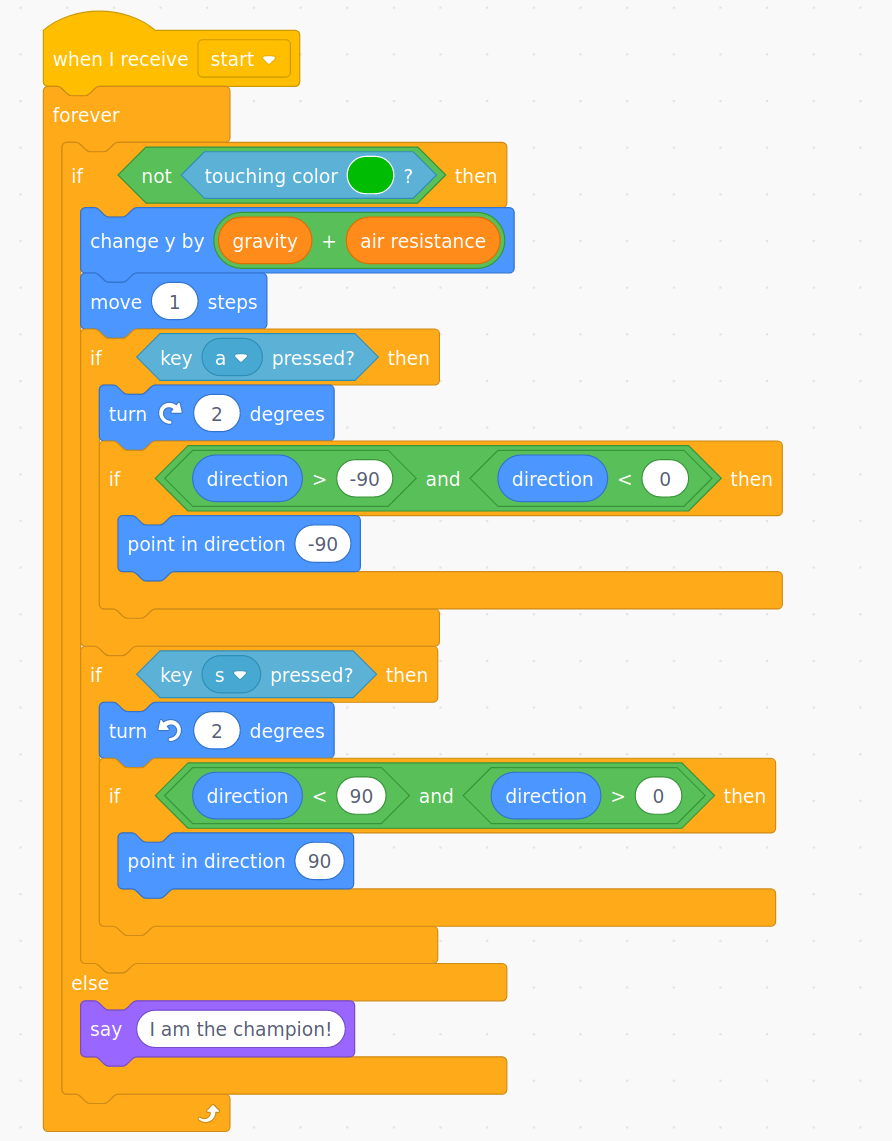 when I receive start
forever
if not touching color ? then
change y by gravity + air resistance
move 1 steps
if key a pressed? then
turn 2 degrees
if direction > -90 and direction < 0 then
point in direction -90
if key s pressed? then
turn 2 degrees
if direction < 90 and direction > 0 then
point in direction 90
else
say I am the champion!